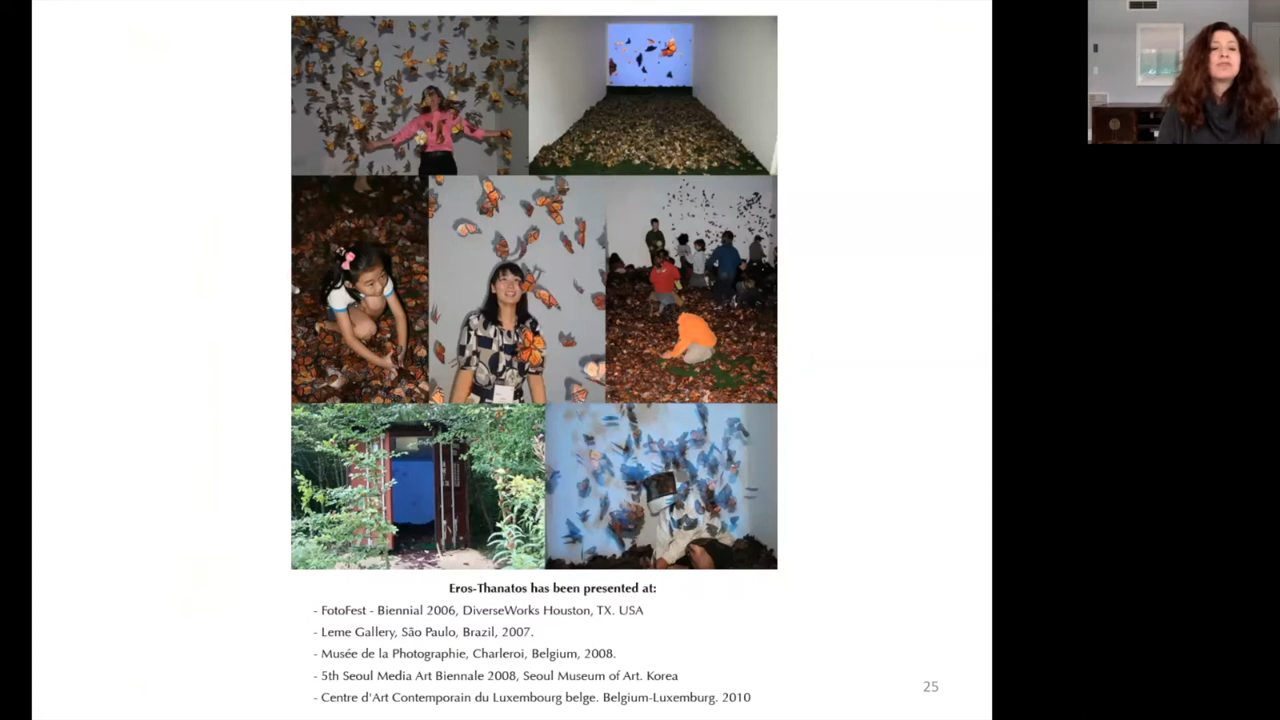 Eros-Thanatos has been presented at:
- FotoFest - Biennial 2006, DiverseWorks Houston, TX. USA
- Leme Gallery, São Paulo, Brazil, 2007.
- Musée de la Photographie, Charleroi, Belgium, 2008.
- 5th Seoul Media Art Biennale 2008, Seoul Museum of Art. Korea
- Centre d'Art Contemporain du Luxembourg belge. Belgium-Luxemburg. 2010
25